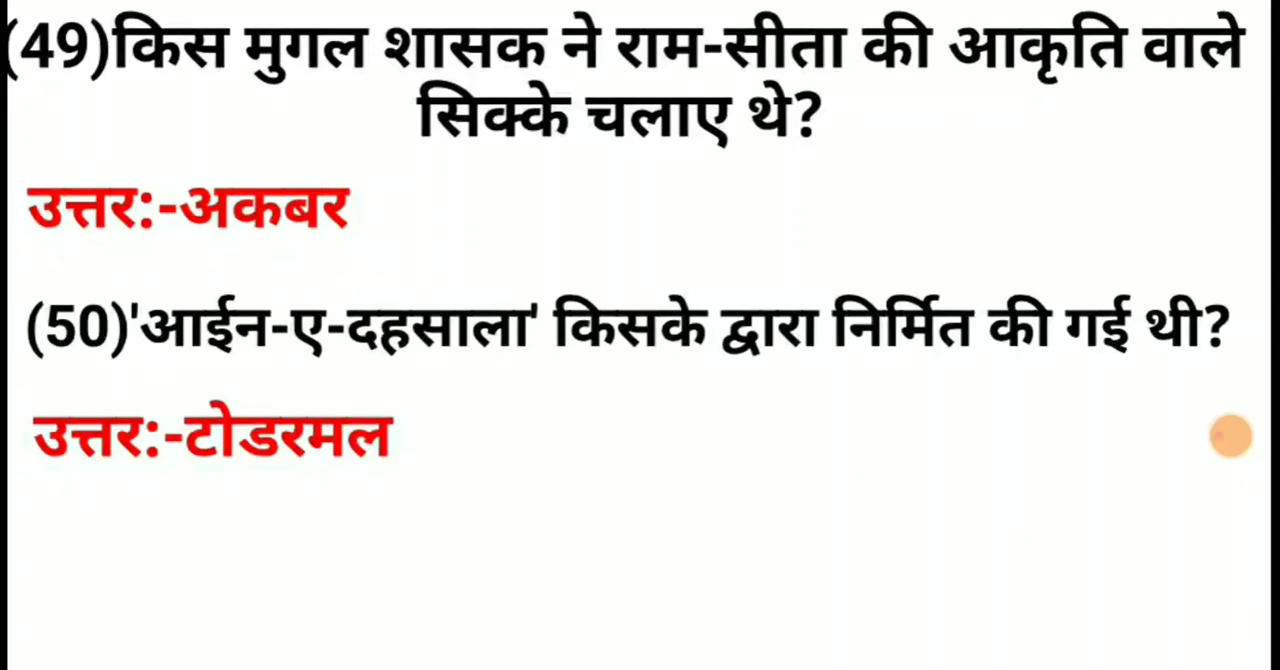 (49)किस मुगल शासक ने राम-सीता की आकृति वाले
सिक्के चलाए थे?
उत्तर:-अकबर
(50)'आईन-ए-दहसाला' किसके द्वारा निर्मित की गई थी?
उत्तर:-टोडरमल